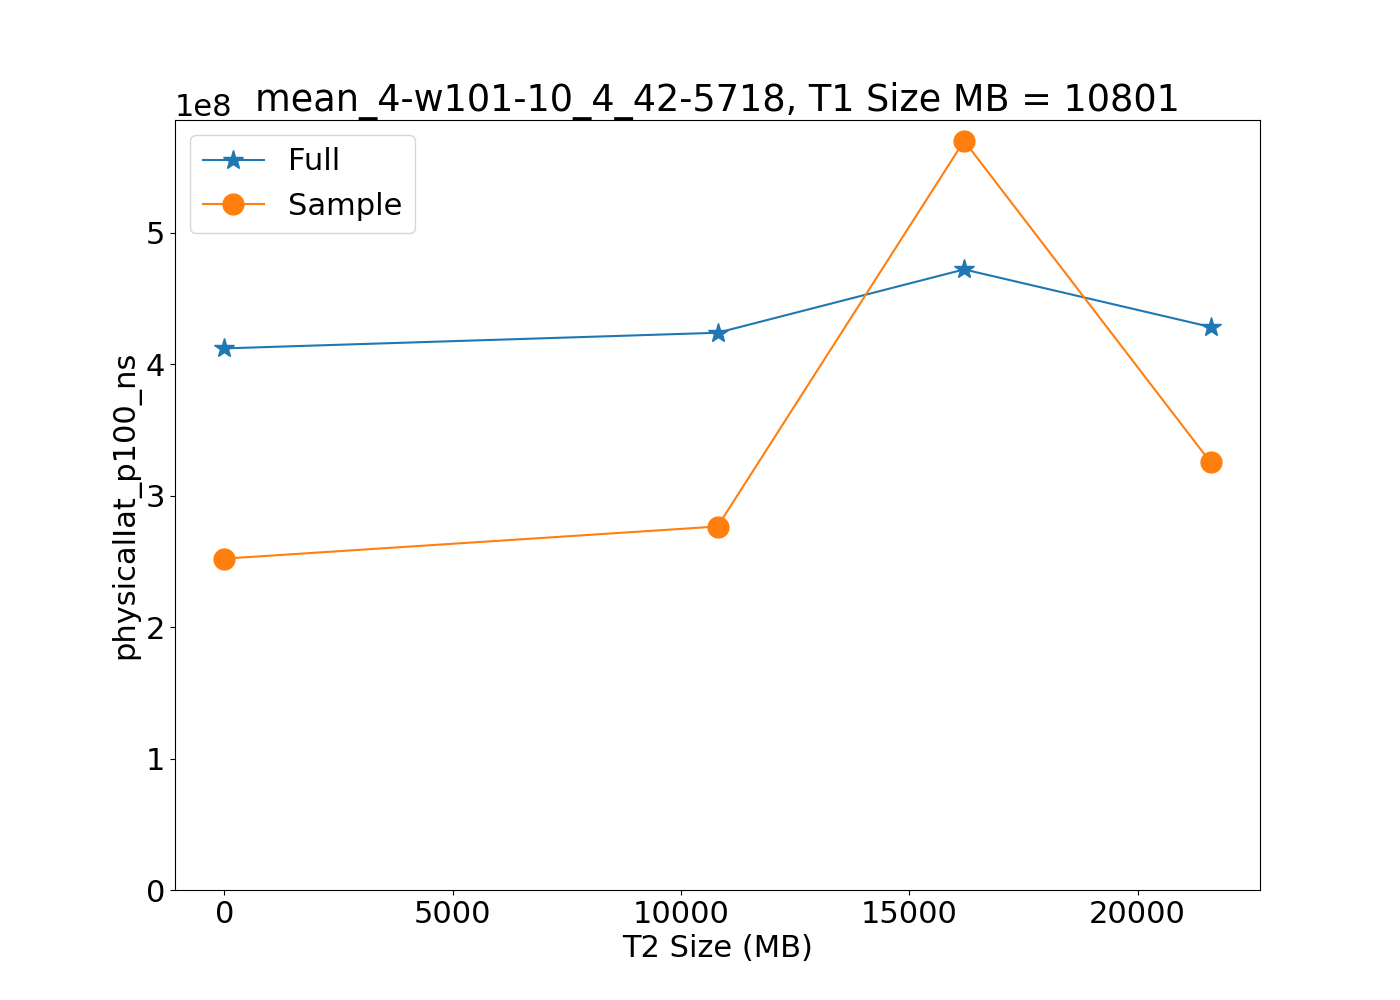 1e8
mean_4-w101-10_4_42-5718, T1 Size MB = 10801
Full
Sample
physicallat_p100_ns
5
4
3
2
1
0
0 5000 10000 15000 20000
T2 Size (MB)